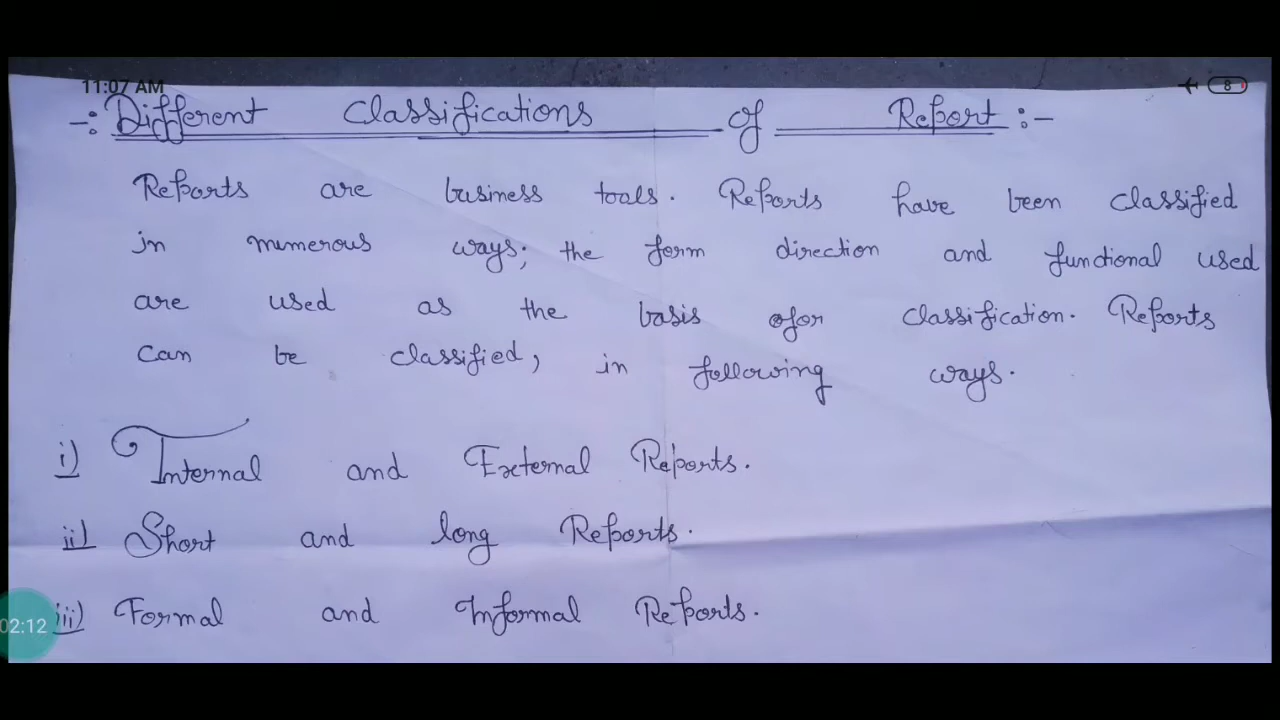 11:07 AM
8
-: Different Classifications of Report :-
Reports are business tools. Reports have been classified
in numerous ways; the form direction and functional used
are used as the basis ofor classification. Reports
can be classified, in following ways.
i) Internal and External Reports.
ii) Short and long Reports.
iii) Formal and Informal Reports.
02:12